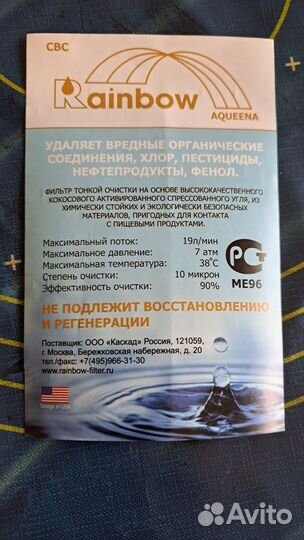 СВС
Rainbow
AQUEENA
УДАЛЯЕТ ВРЕДНЫЕ ОРГАНИЧЕСКИЕ
СОЕДИНЕНИЯ, ХЛОР, ПЕСТИЦИДЫ,
НЕФТЕПРОДУКТЫ, ФЕНОЛ.
ФИЛЬТР ТОНКОЙ ОЧИСТКИ НА ОСНОВЕ ВЫСОКОКАЧЕСТВЕННОГО
КОКОСОВОГО АКТИВИРОВАННОГО СПРЕССОВАННОГО УГЛЯ, ИЗ
ХИМИЧЕСКИ СТОЙКИХ И ЭКОЛОГИЧЕСКИ БЕЗОПАСНЫХ
МАТЕРИАЛОВ, ПРИГОДНЫХ ДЛЯ КОНТАКТА
С ПИЩЕВЫМИ ПРОДУКТАМИ.
Максимальный поток: 19л/мин
Максимальное давление: 7 атм
Максимальная температура: 38°С
Степень очистки: 10 микрон
Эффективность очистки: 90%
РСТ
МЕ96
НЕ ПОДЛЕЖИТ ВОССТАНОВЛЕНИЮ
И РЕГЕНЕРАЦИИ
Поставщик: ООО «Каскад» Россия, 121059,
г. Москва, Бережковская набережная, д. 20
тел./факс: +7(495)966-31-30
www.rainbow-filter.ru
Design in USA
Avito